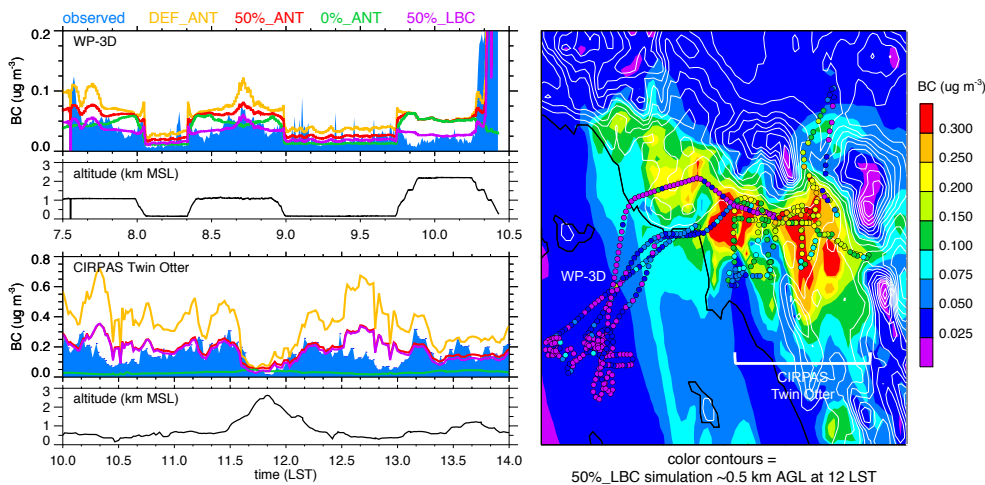 observed DEF_ANT 50%_ANT 0%_ANT 50%_LBC
WP-3D
BC (ug m-3)
0.2
0.1
0.0
altitude (km MSL)
3
2
1
0
7.5 8.0 8.5 9.0 9.5 10.0 10.5
CIRPAS Twin Otter
BC (ug m-3)
0.8
0.6
0.4
0.2
0.0
altitude (km MSL)
3
2
1
0
10.0 10.5 11.0 11.5 12.0 12.5 13.0 13.5 14.0
time (LST)
WP-3D
CIRPAS
Twin Otter
BC (ug m-3)
0.300
0.250
0.200
0.150
0.100
0.075
0.050
0.025
color contours =
50%_LBC simulation ~0.5 km AGL at 12 LST